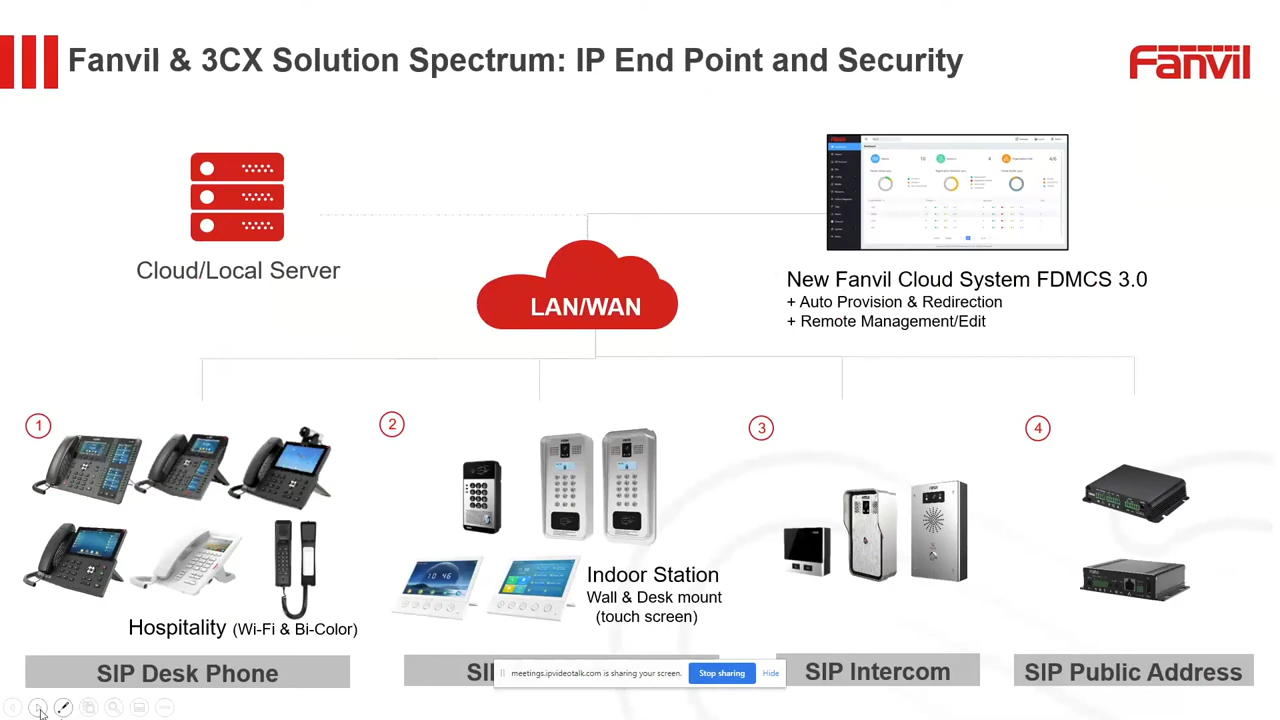 Fanvil & 3CX Solution Spectrum: IP End Point and Security
Fanvil
Cloud/Local Server
LAN/WAN
New Fanvil Cloud System FDMCS 3.0
+ Auto Provision & Redirection
+ Remote Management/Edit
1
2
3
4
Indoor Station
Wall & Desk mount
(touch screen)
Hospitality (Wi-Fi & Bi-Color)
SIP Desk Phone
meetings.ipvideotalk.com is sharing your screen.
Stop sharing
Hide
SIP Intercom
SIP Public Address